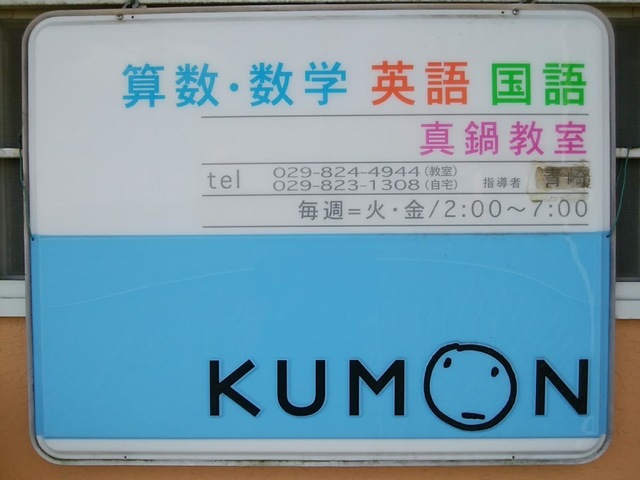 算数・数学 英語 国語
真鍋教室
tel 029-824-4944(教室)
029-823-1308(自宅) 指導者
毎週=火・金/2:00〜7:00
KUMON